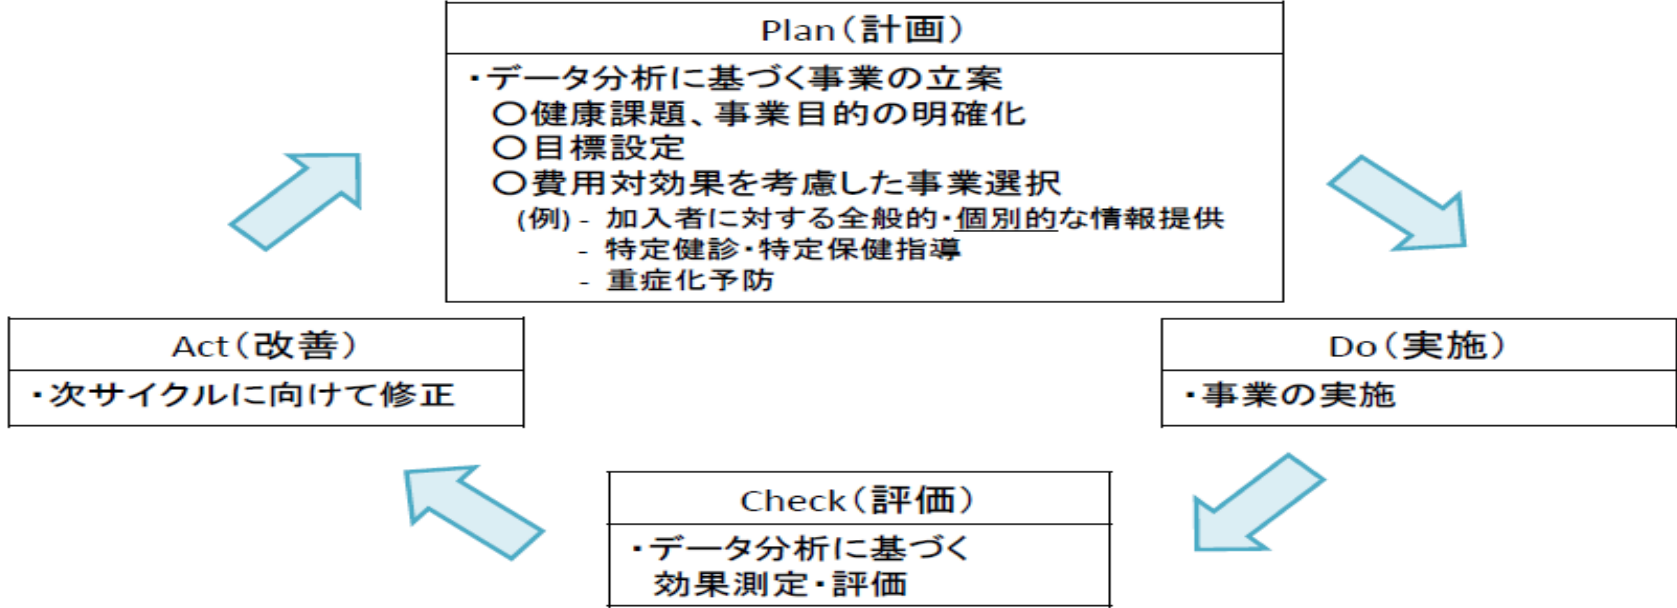 Plan(計画)
・データ分析に基づく事業の立案
○健康課題、事業目的の明確化
○目標設定
○費用対効果を考慮した事業選択
(例) - 加入者に対する全般的・個別的な情報提供
- 特定健診・特定保健指導
- 重症化予防
Act(改善)
・次サイクルに向けて修正
Do(実施)
・事業の実施
Check(評価)
・データ分析に基づく
効果測定・評価